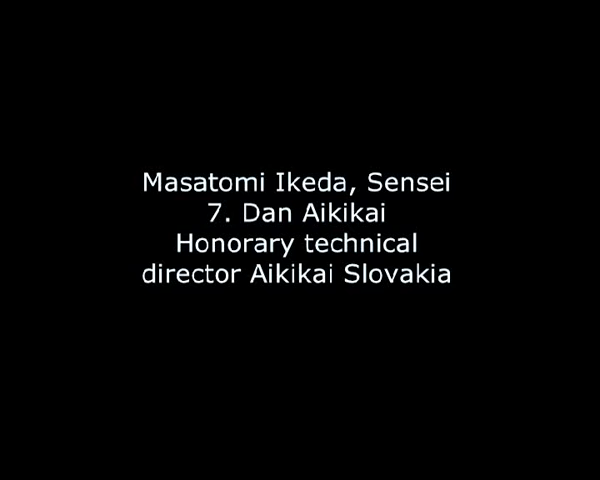 Masatomi Ikeda, Sensei
7. Dan Aikikai
Honorary technical
director Aikikai Slovakia